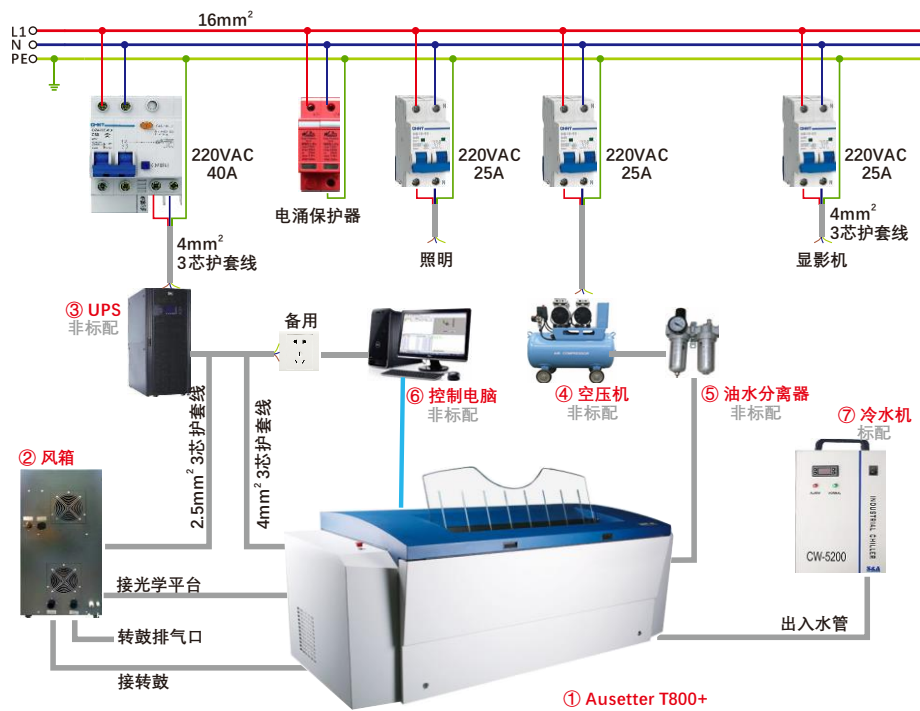 16mm²
L1
N
PE
CHNT
CHNT
CHNT
CHNT
220VAC
40A
220VAC
25A
220VAC
25A
220VAC
25A
电涌保护器
4mm²
3芯护套线
照明
4mm²
3芯护套线
显影机
③ UPS
非标配
备用
⑥ 控制电脑
非标配
④ 空压机
非标配
⑤ 油水分离器
非标配
⑦ 冷水机
标配
② 风箱
2.5mm² 3芯护套线
4mm² 3芯护套线
INDUSTRIAL CHILLER
CW-5200
S&A
接光学平台
转鼓排气口
接转鼓
出入水管
① Ausetter T800+